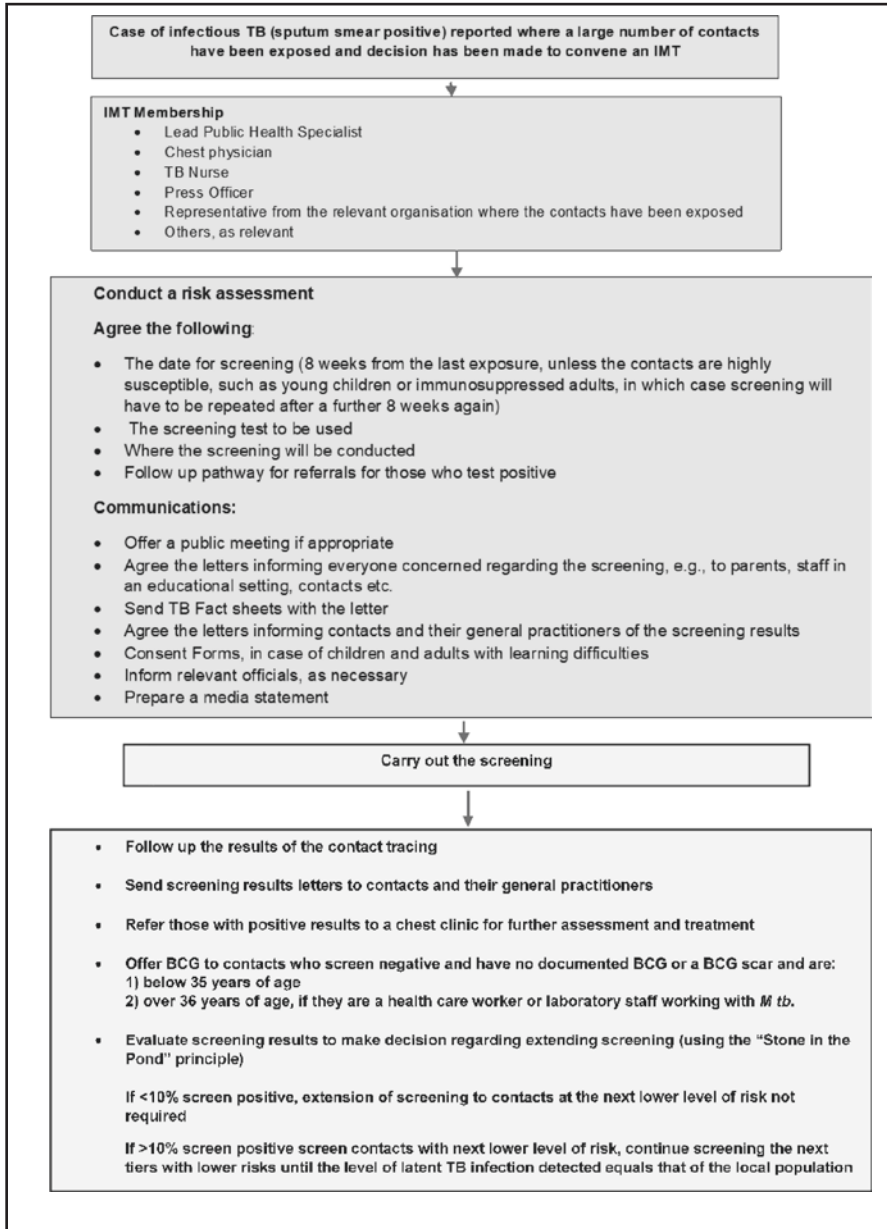 Case of infectious TB (sputum smear positive) reported where a large number of contacts
have been exposed and decision has been made to convene an IMT
IMT Membership
• Lead Public Health Specialist
• Chest physician
• TB Nurse
• Press Officer
• Representative from the relevant organisation where the contacts have been exposed
• Others, as relevant
Conduct a risk assessment
Agree the following:
• The date for screening (8 weeks from the last exposure, unless the contacts are highly
susceptible, such as young children or immunosuppressed adults, in which case screening will
have to be repeated after a further 8 weeks again)
• The screening test to be used
• Where the screening will be conducted
• Follow up pathway for referrals for those who test positive
Communications:
• Offer a public meeting if appropriate
• Agree the letters informing everyone concerned regarding the screening, e.g., to parents, staff in
an educational setting, contacts etc.
• Send TB Fact sheets with the letter
• Agree the letters informing contacts and their general practitioners of the screening results
• Consent Forms, in case of children and adults with learning difficulties
• Inform relevant officials, as necessary
• Prepare a media statement
Carry out the screening
• Follow up the results of the contact tracing
• Send screening results letters to contacts and their general practitioners
• Refer those with positive results to a chest clinic for further assessment and treatment
• Offer BCG to contacts who screen negative and have no documented BCG or a BCG scar and are:
1) below 35 years of age
2) over 36 years of age, if they are a health care worker or laboratory staff working with M tb.
• Evaluate screening results to make decision regarding extending screening (using the “Stone in the
Pond” principle)
If <10% screen positive, extension of screening to contacts at the next lower level of risk not
required
If >10% screen positive screen contacts with next lower level of risk, continue screening the next
tiers with lower risks until the level of latent TB infection detected equals that of the local population